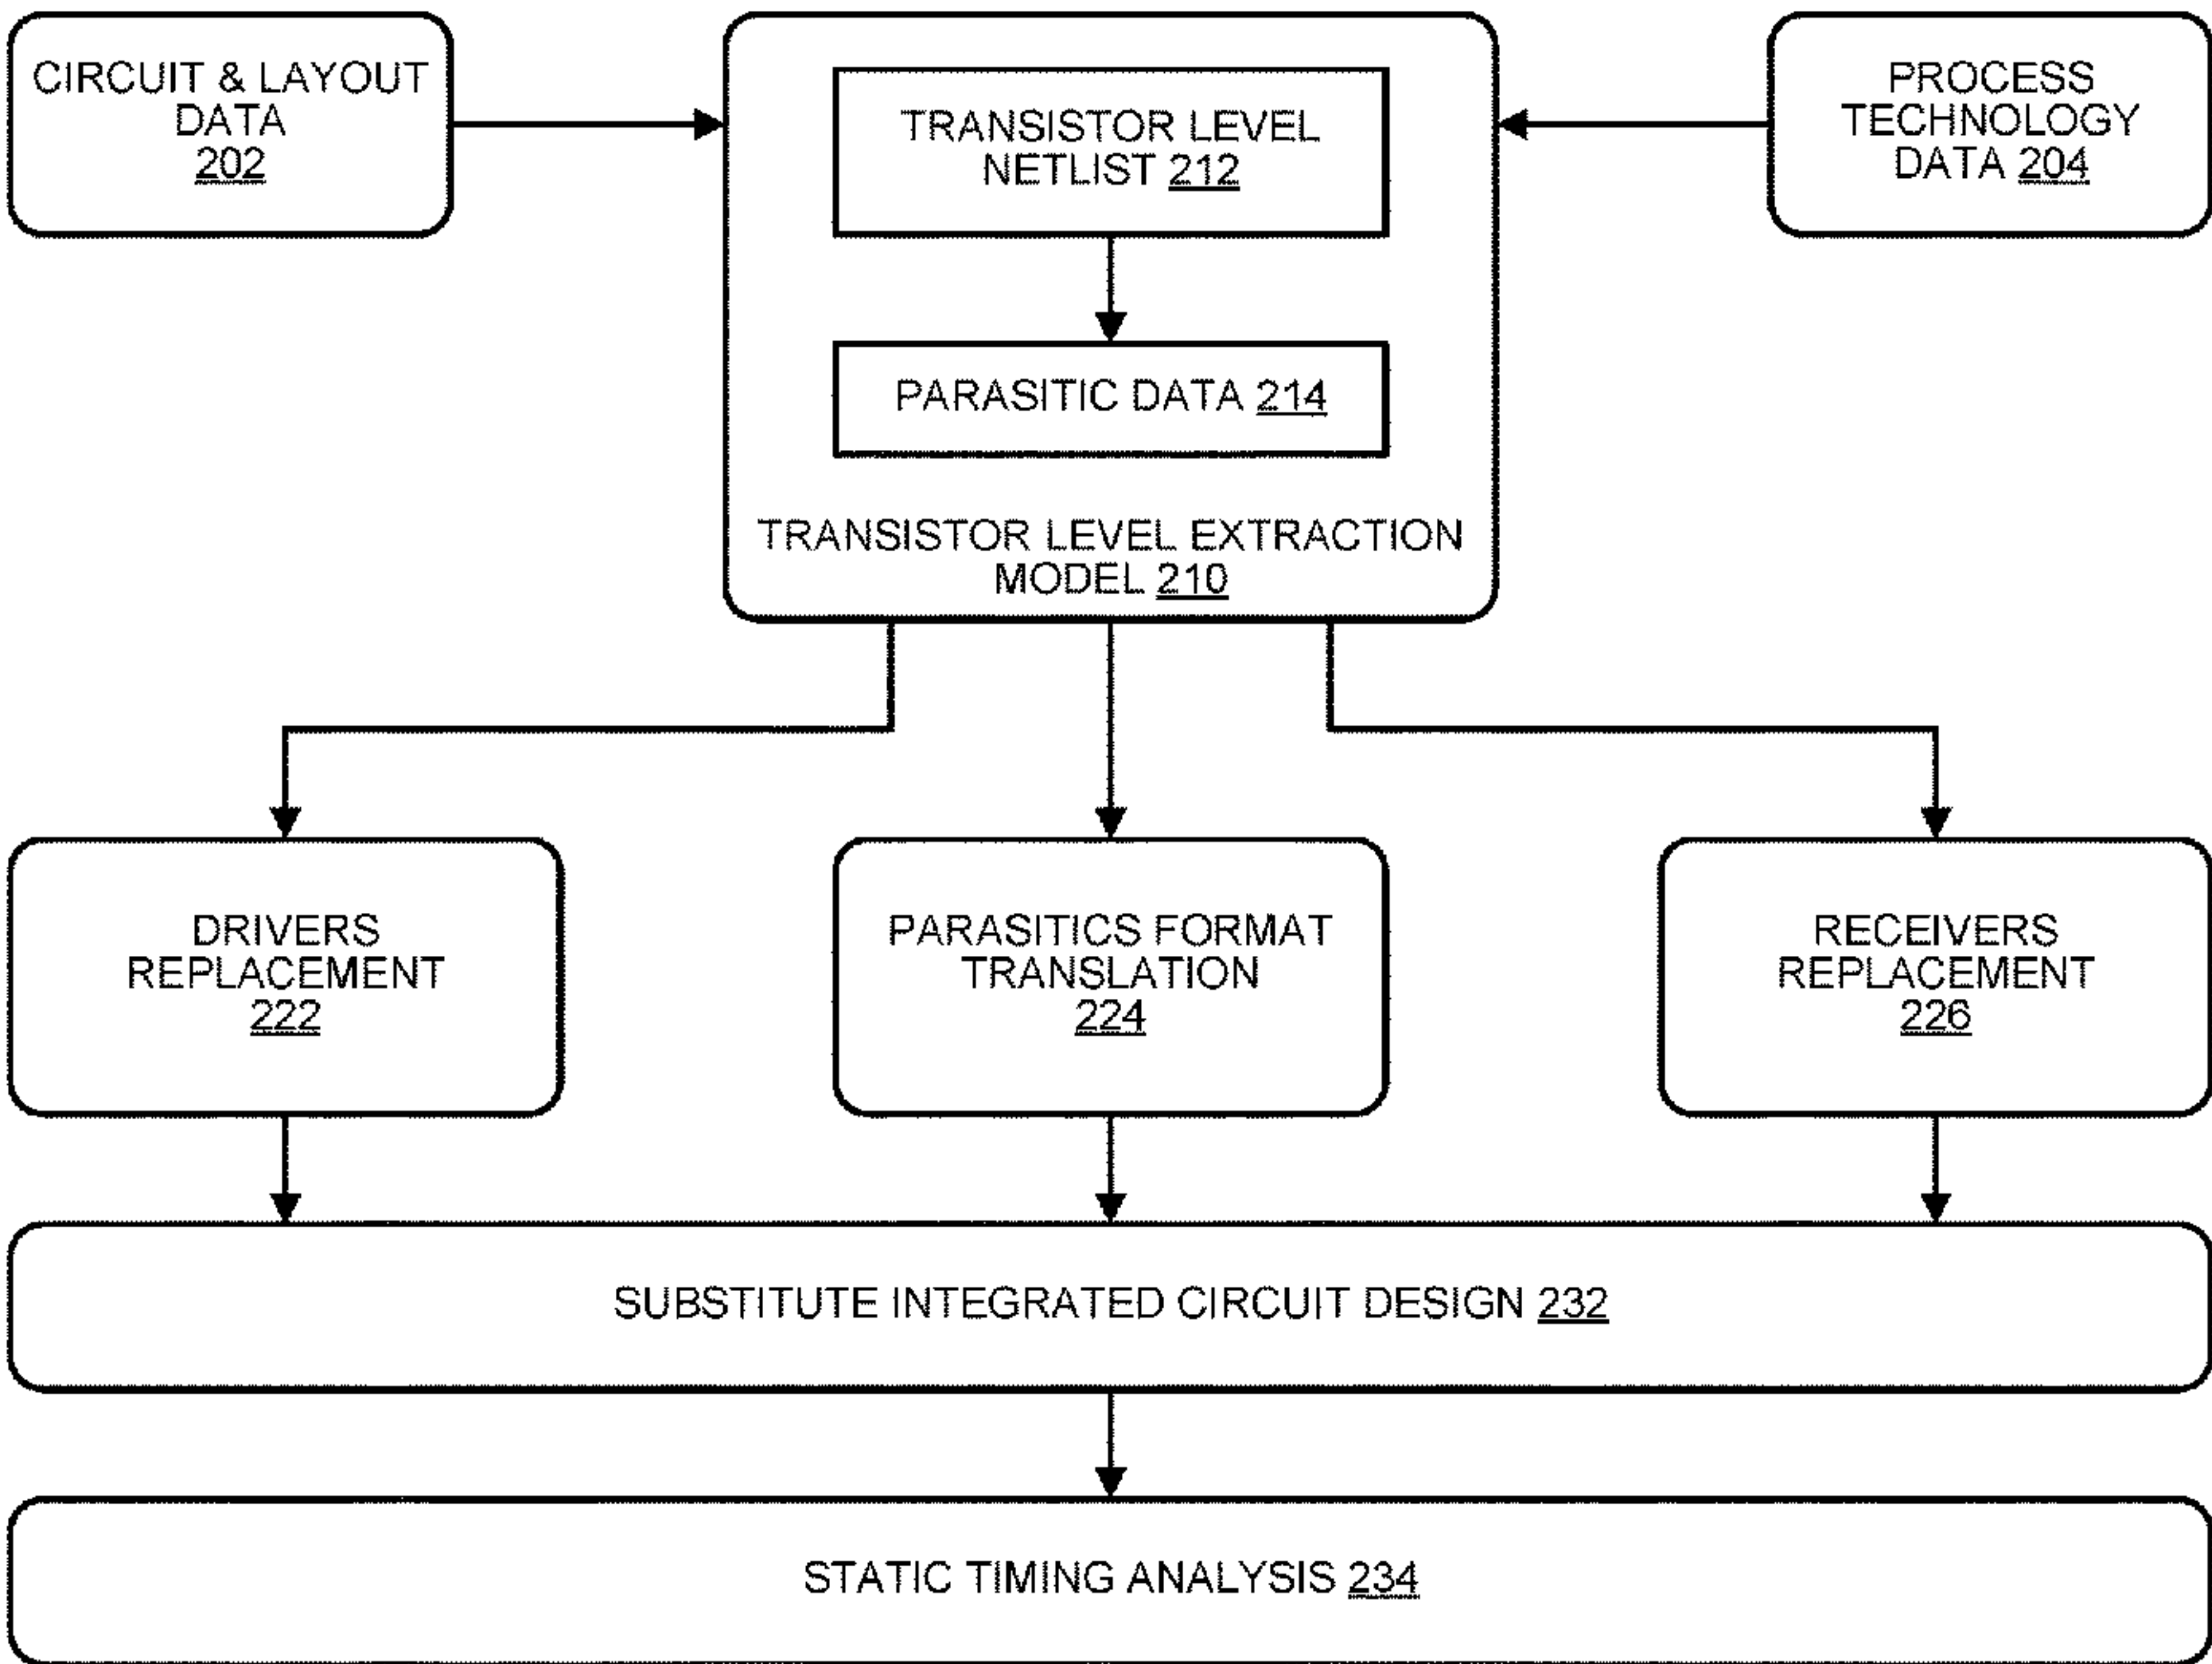 CIRCUIT & LAYOUT
DATA
202
TRANSISTOR LEVEL
NETLIST 212
PROCESS
TECHNOLOGY
DATA 204
PARASITIC DATA 214
TRANSISTOR LEVEL EXTRACTION
MODEL 210
DRIVERS
REPLACEMENT
222
PARASITICS FORMAT
TRANSLATION
224
RECEIVERS
REPLACEMENT
226
SUBSTITUTE INTEGRATED CIRCUIT DESIGN 232
STATIC TIMING ANALYSIS 234